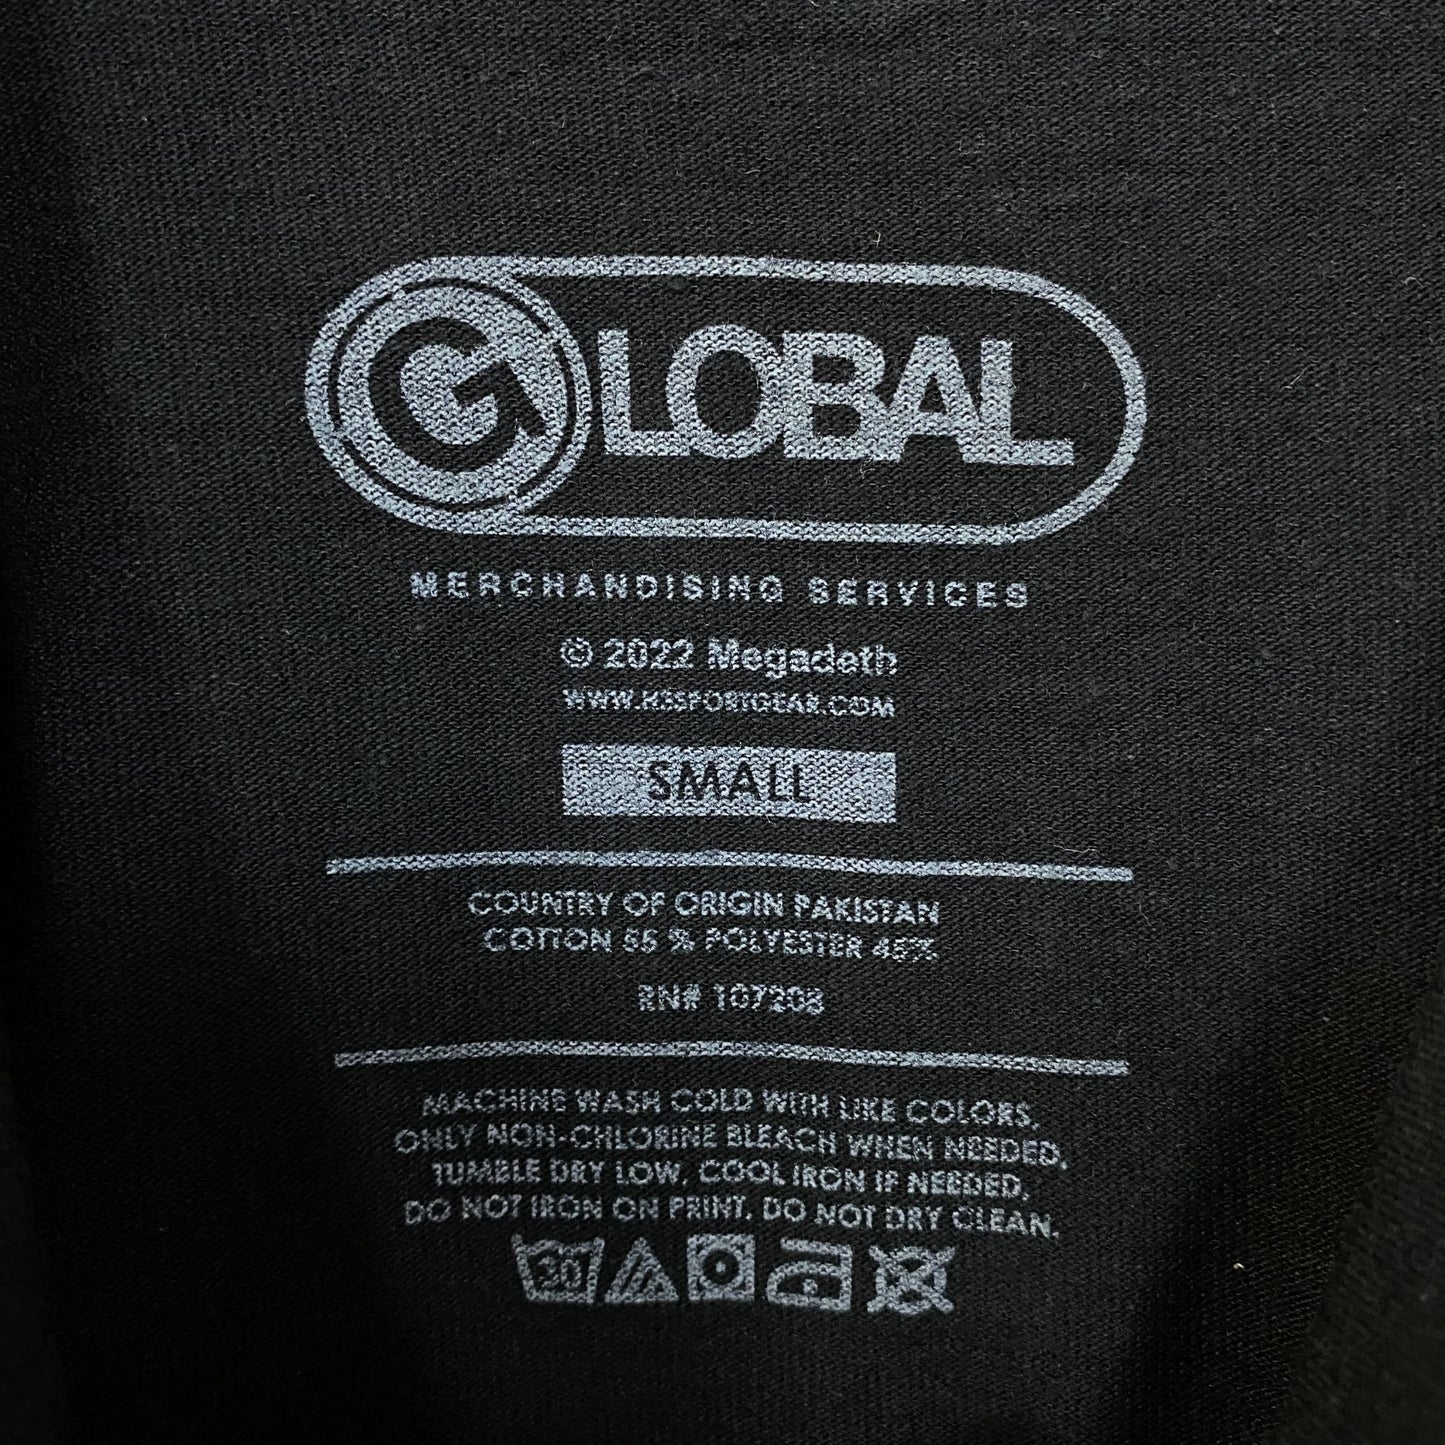 GLOBAL
MERCHANDISING SERVICES
© 2022 Megadeth
WWW.H3SPORTGEAR.COM
SMALL
COUNTRY OF ORIGIN PAKISTAN
COTTON 55 % POLYESTER 45%
RN# 107208
MACHINE WASH COLD WITH LIKE COLORS.
ONLY NON-CHLORINE BLEACH WHEN NEEDED.
TUMBLE DRY LOW. COOL IRON IF NEEDED.
DO NOT IRON ON PRINT. DO NOT DRY CLEAN.
30